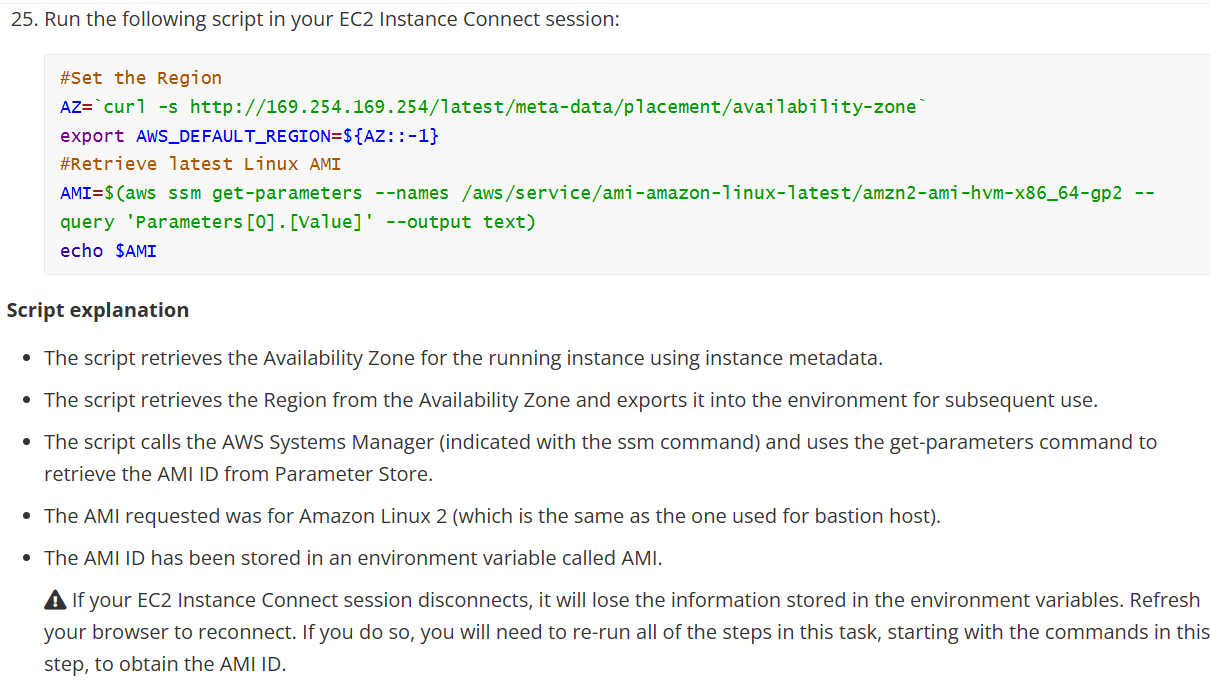 25. Run the following script in your EC2 Instance Connect session:
#Set the Region
AZ=`curl -s http://169.254.169.254/latest/meta-data/placement/availability-zone`
export AWS_DEFAULT_REGION=${AZ::-1}
#Retrieve latest Linux AMI
AMI=$(aws ssm get-parameters --names /aws/service/ami-amazon-linux-latest/amzn2-ami-hvm-x86_64-gp2 --
query 'Parameters[0].[Value]' --output text)
echo $AMI
Script explanation
• The script retrieves the Availability Zone for the running instance using instance metadata.
• The script retrieves the Region from the Availability Zone and exports it into the environment for subsequent use.
• The script calls the AWS Systems Manager (indicated with the ssm command) and uses the get-parameters command to
retrieve the AMI ID from Parameter Store.
• The AMI requested was for Amazon Linux 2 (which is the same as the one used for bastion host).
• The AMI ID has been stored in an environment variable called AMI.
⚠ If your EC2 Instance Connect session disconnects, it will lose the information stored in the environment variables. Refresh
your browser to reconnect. If you do so, you will need to re-run all of the steps in this task, starting with the commands in this
step, to obtain the AMI ID.